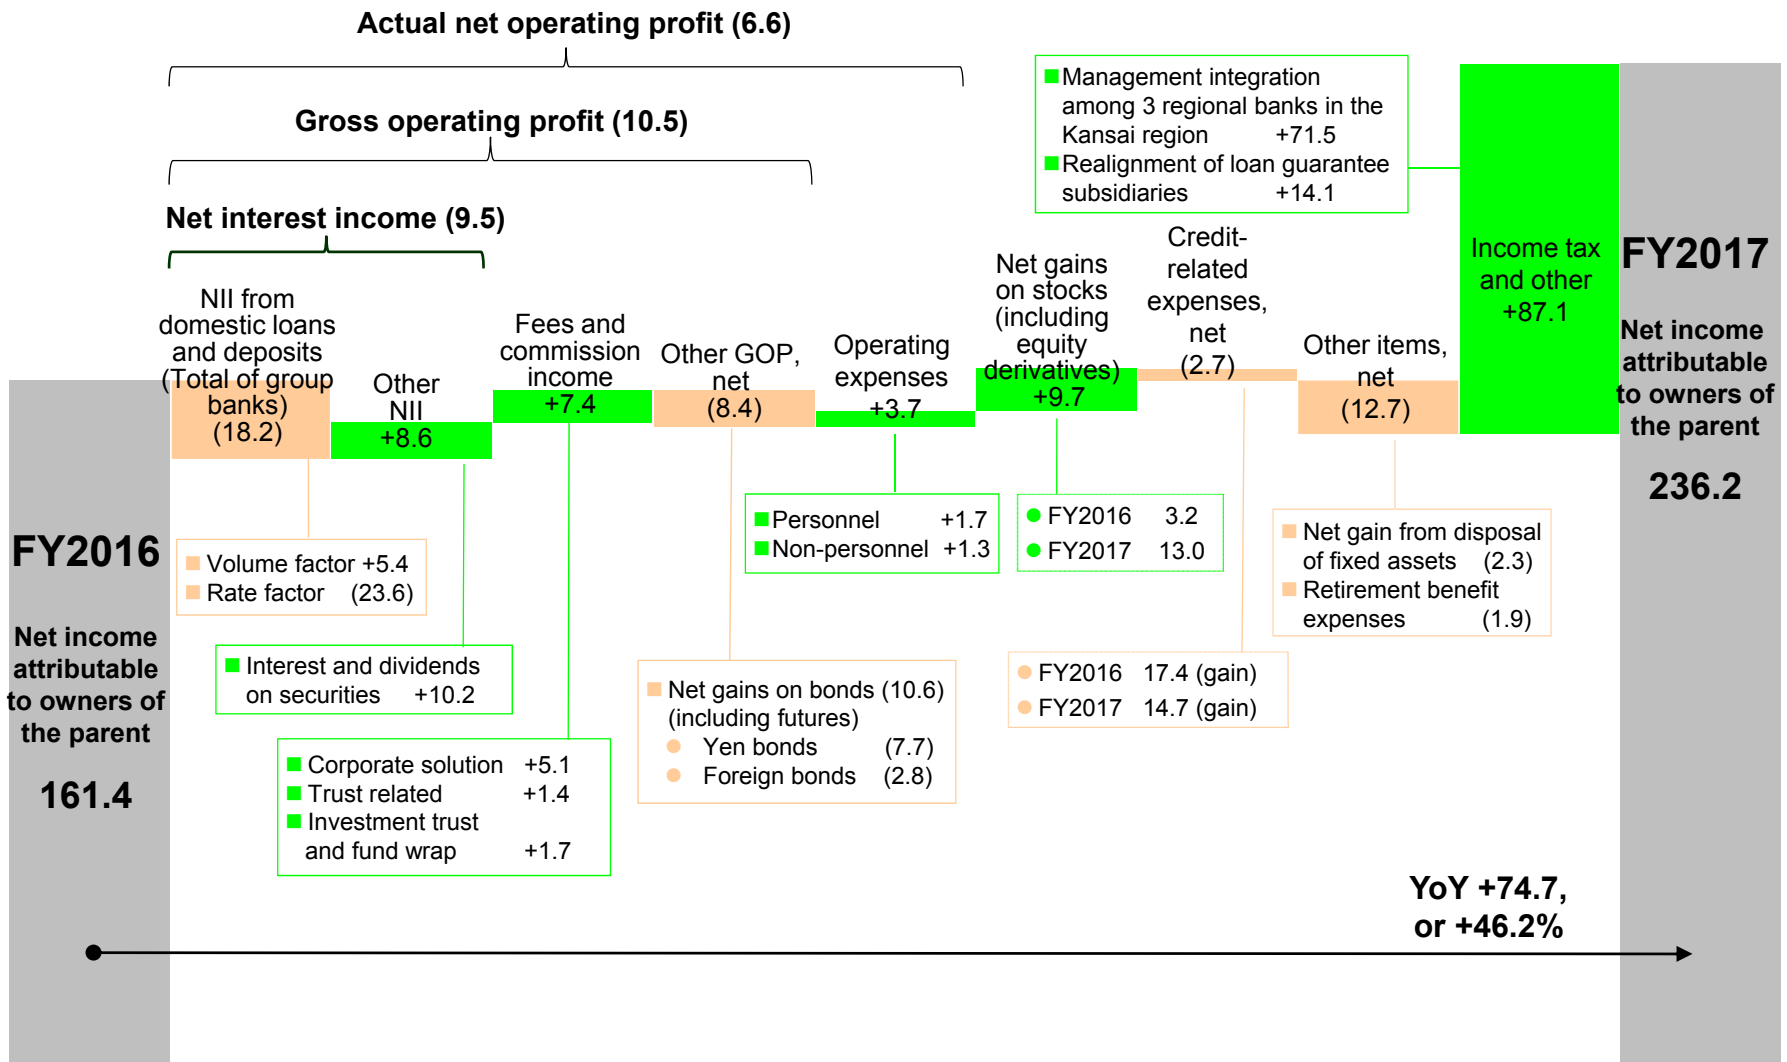 Actual net operating profit (6.6)
Gross operating profit (10.5)
Net interest income (9.5)
FY2016
Net income
attributable
to owners of
the parent
161.4
NII from
domestic loans
and deposits
(Total of group
banks)
(18.2)
Volume factor +5.4
Rate factor (23.6)
Other
NII
+8.6
Interest and dividends
on securities +10.2
Fees and
commission
income
+7.4
Corporate solution +5.1
Trust related +1.4
Investment trust
and fund wrap +1.7
Other GOP,
net
(8.4)
Net gains on bonds (10.6)
(including futures)
Yen bonds (7.7)
Foreign bonds (2.8)
Operating
expenses
+3.7
Personnel +1.7
Non-personnel +1.3
Net gains
on stocks
(including
equity
derivatives)
+9.7
FY2016 3.2
FY2017 13.0
Credit-
related
expenses,
net
(2.7)
FY2016 17.4 (gain)
FY2017 14.7 (gain)
Other items,
net
(12.7)
Net gain from disposal
of fixed assets (2.3)
Retirement benefit
expenses (1.9)
Management integration
among 3 regional banks in the
Kansai region +71.5
Realignment of loan guarantee
subsidiaries +14.1
Income tax
and other
+87.1
FY2017
Net income
attributable
to owners of
the parent
236.2
YoY +74.7,
or +46.2%